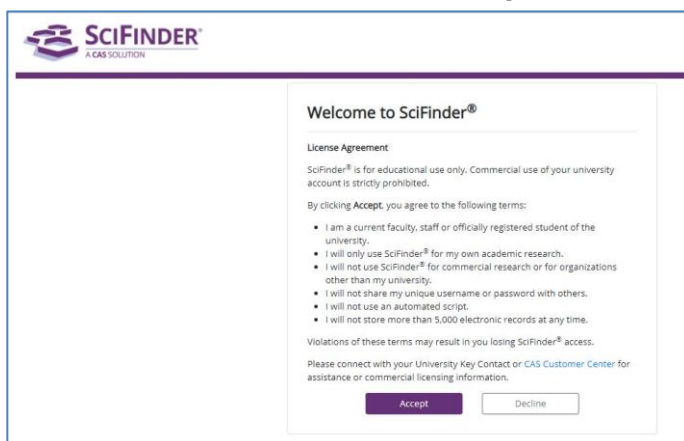 SCIFINDER®
A CAS SOLUTION
Welcome to SciFinder®
License Agreement
SciFinder® is for educational use only. Commercial use of your university
account is strictly prohibited.
By clicking Accept, you agree to the following terms:
• I am a current faculty, staff or officially registered student of the
university.
• I will only use SciFinder® for my own academic research.
• I will not use SciFinder® for commercial research or for organizations
other than my university.
• I will not share my unique username or password with others.
• I will not use an automated script.
• I will not store more than 5,000 electronic records at any time.
Violations of these terms may result in you losing SciFinder® access.
Please connect with your University Key Contact or CAS Customer Center for
assistance or commercial licensing information.
Accept
Decline